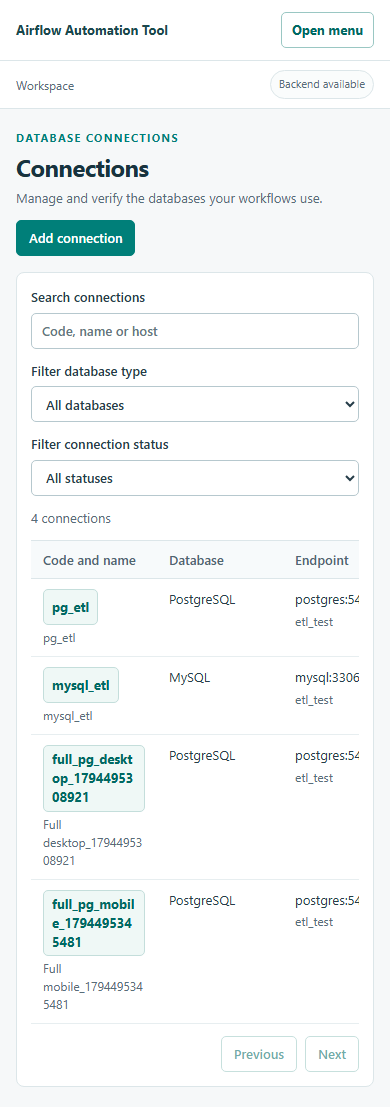 Airflow Automation Tool
Open menu
Workspace
Backend available
DATABASE CONNECTIONS
Connections
Manage and verify the databases your workflows use.
Add connection
Search connections
Code, name or host
Filter database type
All databases
Filter connection status
All statuses
4 connections
Code and name Database Endpoint
pg_etl PostgreSQL postgres:54
pg_etl etl_test
mysql_etl MySQL mysql:3306
mysql_etl etl_test
full_pg_deskt PostgreSQL postgres:54
op_17944953 etl_test
08921
Full
desktop_17944953
08921
full_pg_mobil PostgreSQL postgres:54
e_179449534 etl_test
5481
Full
mobile_179449534
5481
Previous Next